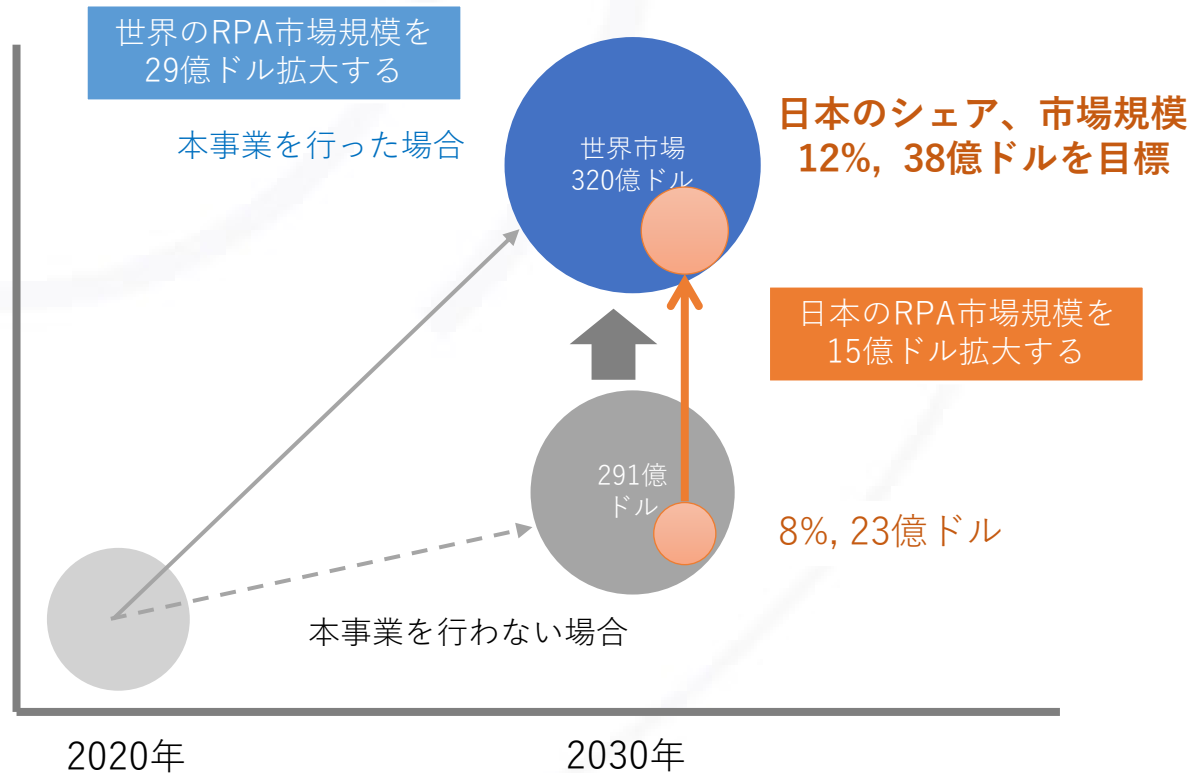 世界のRPA市場規模を
29億ドル拡大する
本事業を行った場合
世界市場
320億ドル
日本のシェア、市場規模
12%, 38億ドルを目標
日本のRPA市場規模を
15億ドル拡大する
291億
ドル
8%, 23億ドル
本事業を行わない場合
2020年
2030年